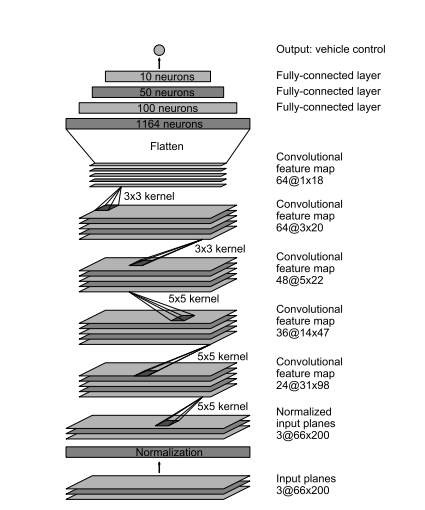 Output: vehicle control
10 neurons
Fully-connected layer
50 neurons
Fully-connected layer
100 neurons
Fully-connected layer
1164 neurons
Flatten
Convolutional
feature map
64@1x18
3x3 kernel
Convolutional
feature map
64@3x20
3x3 kernel
Convolutional
feature map
48@5x22
5x5 kernel
Convolutional
feature map
36@14x47
5x5 kernel
Convolutional
feature map
24@31x98
5x5 kernel
Normalized
input planes
3@66x200
Normalization
Input planes
3@66x200